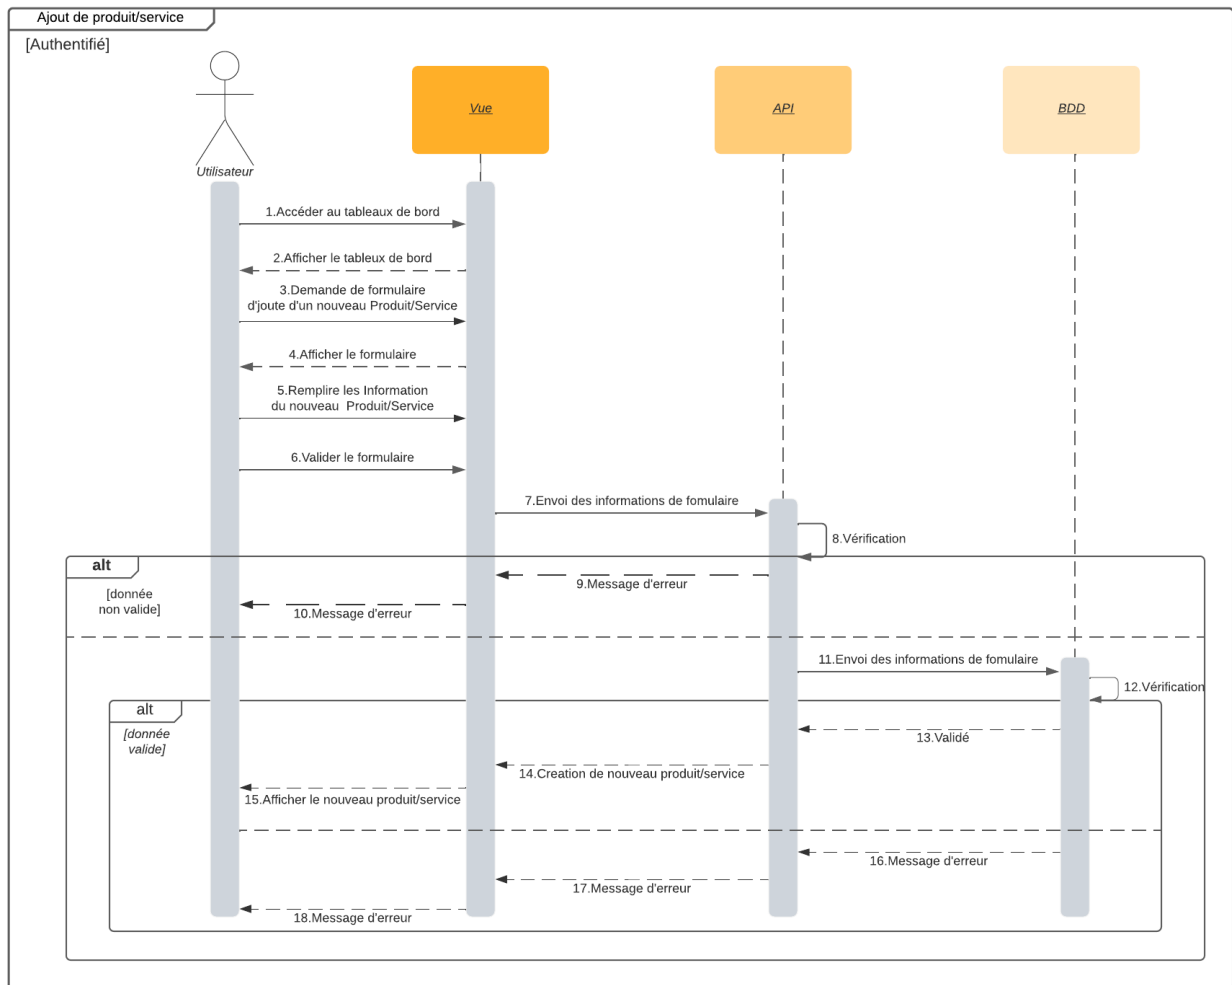 Ajout de produit/service
[Authentifié]
Utilisateur
Vue
API
BDD
1.Accéder au tableaux de bord
2.Afficher le tableux de bord
3.Demande de formulaire
d'joute d'un nouveau Produit/Service
4.Afficher le formulaire
5.Remplire les Information
du nouveau Produit/Service
6.Valider le formulaire
7.Envoi des informations de fomulaire
8.Vérification
alt
[donnée
non valide]
9.Message d'erreur
10.Message d'erreur
11.Envoi des informations de fomulaire
12.Vérification
alt
[donnée
valide]
13.Validé
14.Creation de nouveau produit/service
15.Afficher le nouveau produit/service
16.Message d'erreur
17.Message d'erreur
18.Message d'erreur